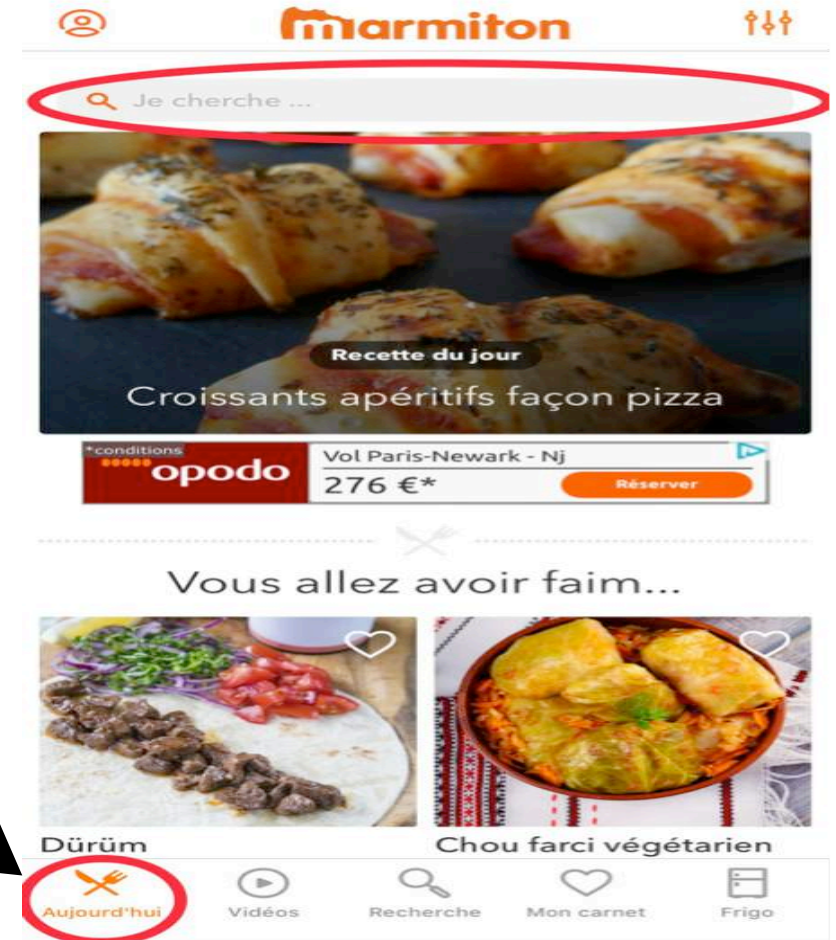 marmiton
Je cherche ...
Recette du jour
Croissants apéritifs façon pizza
*conditions
opodo
Vol Paris-Newark - Nj
276 €*
Réserver
Vous allez avoir faim...
Dürüm
Chou farci végétarien
Aujourd'hui
Vidéos
Recherche
Mon carnet
Frigo